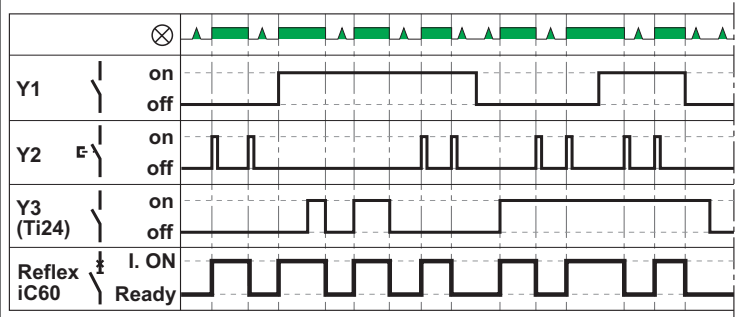 Y1
on
off
Y2
on
off
Y3
(Ti24)
on
off
Reflex
iC60
I. ON
Ready